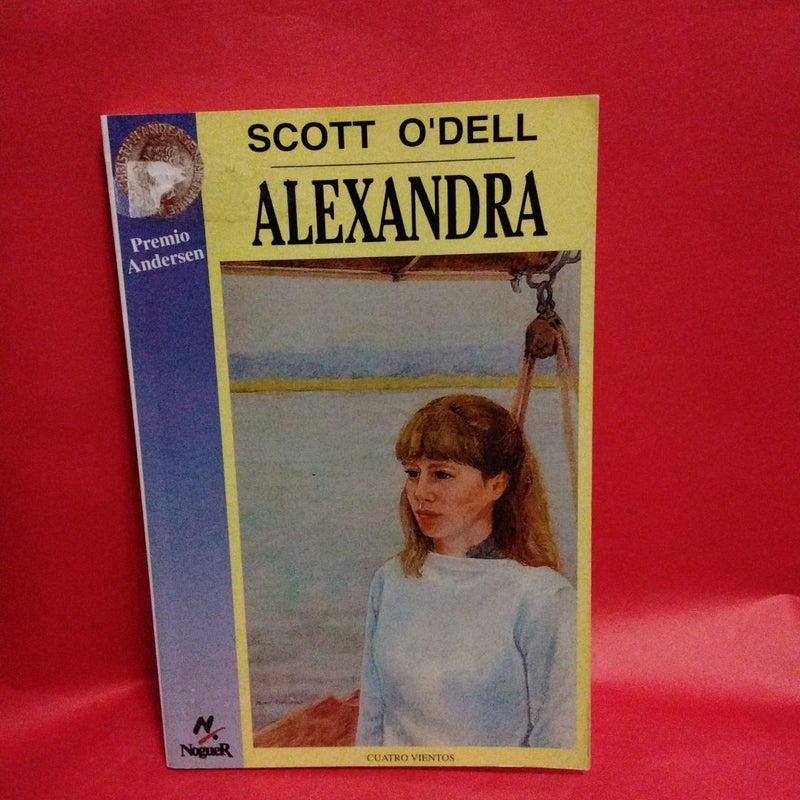 SCOTT O'DELL
ALEXANDRA
Premio
Andersen
N
NogueR
CUATRO VIENTOS